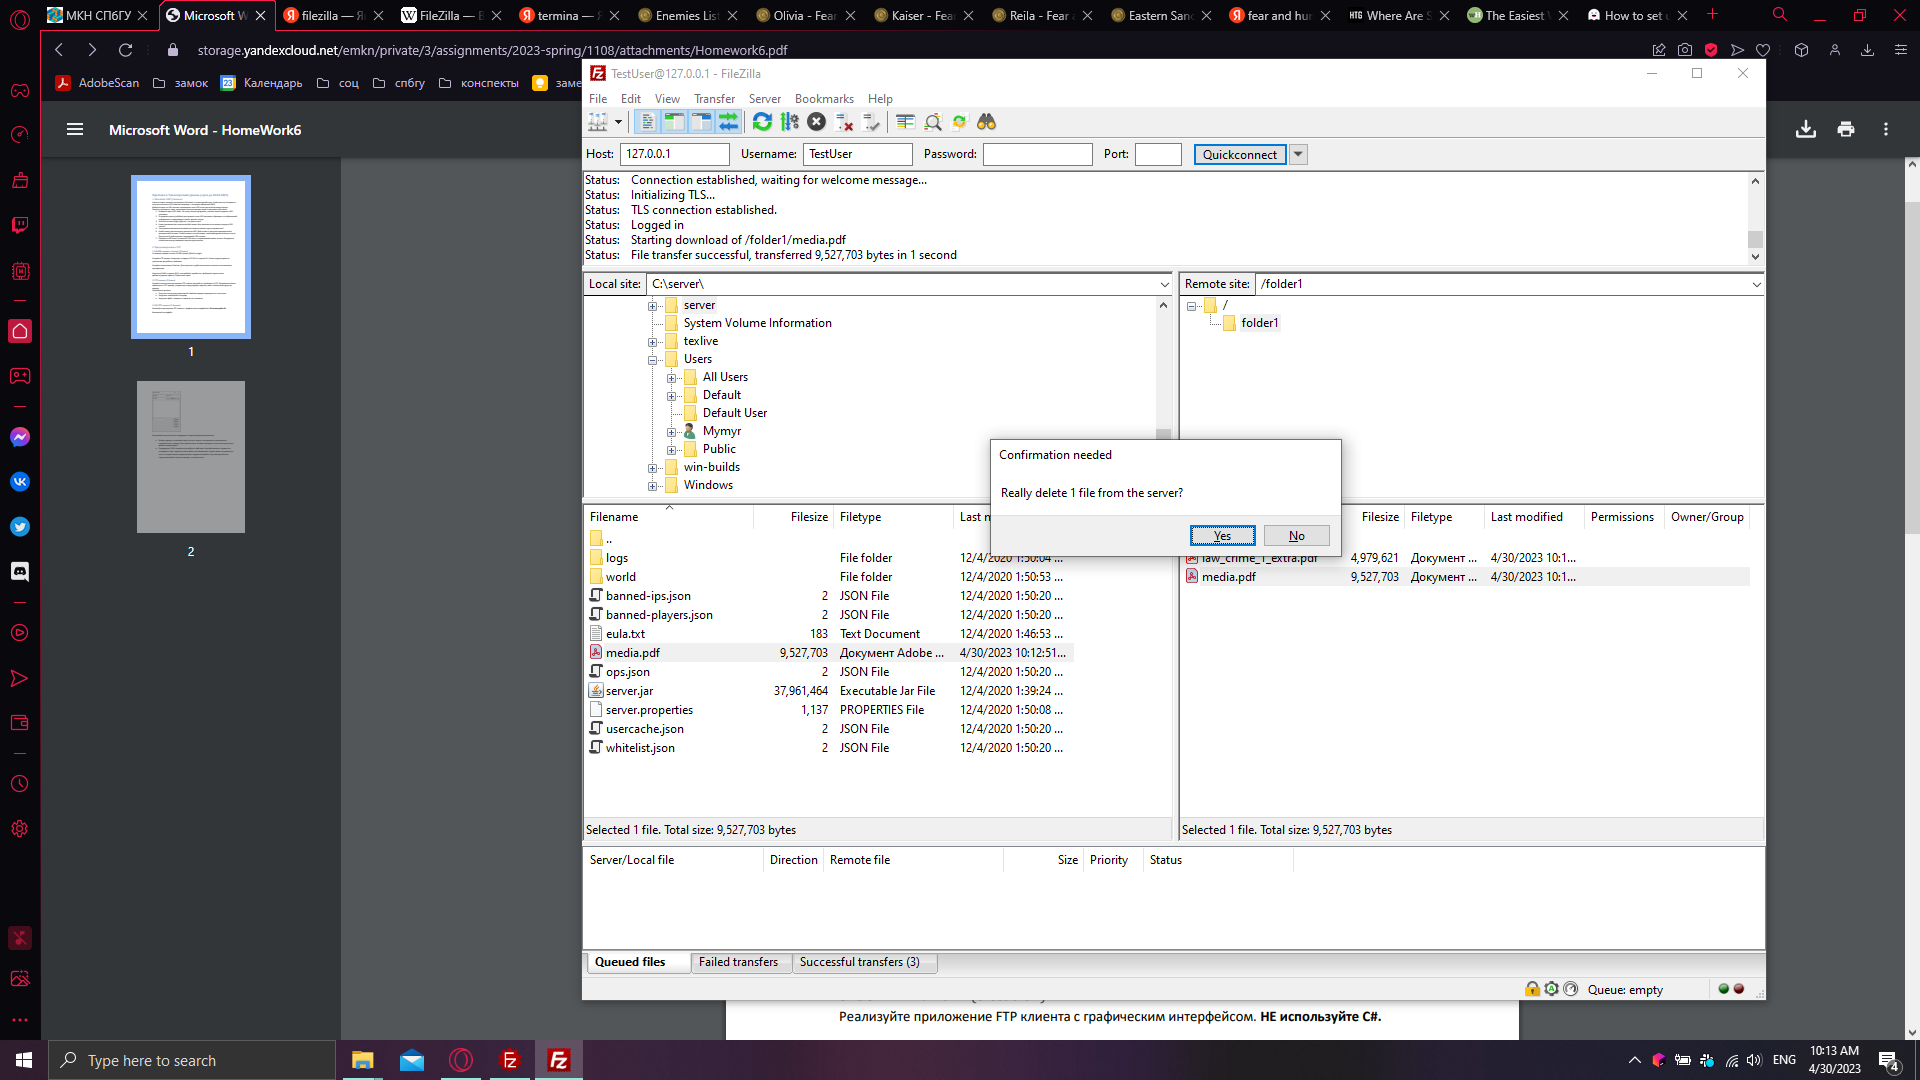 МКН СПбГУ
Microsoft W
filezilla — Я
FileZilla — В
termina — Я
Enemies List
Olivia - Fear
Kaiser - Fear
Reila - Fear a
Eastern San
fear and hun
HTG Where Are S
The Easiest
How to set
storage.yandexcloud.net/emkn/private/3/assignments/2023-spring/1108/attachments/Homework6.pdf
AdobeScan
замок
23 Календарь
соц
спбгу
конспекты
заме
Microsoft Word - HomeWork6
1
2
TestUser@127.0.0.1 - FileZilla
File Edit View Transfer Server Bookmarks Help
Host: 127.0.0.1 Username: TestUser Password: Port: Quickconnect
Status: Connection established, waiting for welcome message...
Status: Initializing TLS...
Status: TLS connection established.
Status: Logged in
Status: Starting download of /folder1/media.pdf
Status: File transfer successful, transferred 9,527,703 bytes in 1 second
Local site: C:\server\
server
System Volume Information
texlive
Users
All Users
Default
Default User
Mymyr
Public
win-builds
Windows
Remote site: /folder1
/
folder1
Confirmation needed
Really delete 1 file from the server?
Yes No
Filename Filesize Filetype Last m
..
logs File folder 12/4/2020 1:50:04 ...
world File folder 12/4/2020 1:50:53 ...
banned-ips.json 2 JSON File 12/4/2020 1:50:20 ...
banned-players.json 2 JSON File 12/4/2020 1:50:20 ...
eula.txt 183 Text Document 12/4/2020 1:46:53 ...
media.pdf 9,527,703 Документ Adobe ... 4/30/2023 10:12:51...
ops.json 2 JSON File 12/4/2020 1:50:20 ...
server.jar 37,961,464 Executable Jar File 12/4/2020 1:39:24 ...
server.properties 1,137 PROPERTIES File 12/4/2020 1:50:08 ...
usercache.json 2 JSON File 12/4/2020 1:50:20 ...
whitelist.json 2 JSON File 12/4/2020 1:50:20 ...
Selected 1 file. Total size: 9,527,703 bytes
Filesize Filetype Last modified Permissions Owner/Group
law_crime_1_extra.pdf 4,979,621 Документ ... 4/30/2023 10:1...
media.pdf 9,527,703 Документ ... 4/30/2023 10:1...
Selected 1 file. Total size: 9,527,703 bytes
Server/Local file Direction Remote file Size Priority Status
Queued files Failed transfers Successful transfers (3)
Queue: empty
Реализуйте приложение FTP клиента с графическим интерфейсом. НЕ используйте C#.
Type here to search
ENG
10:13 AM
4/30/2023
4